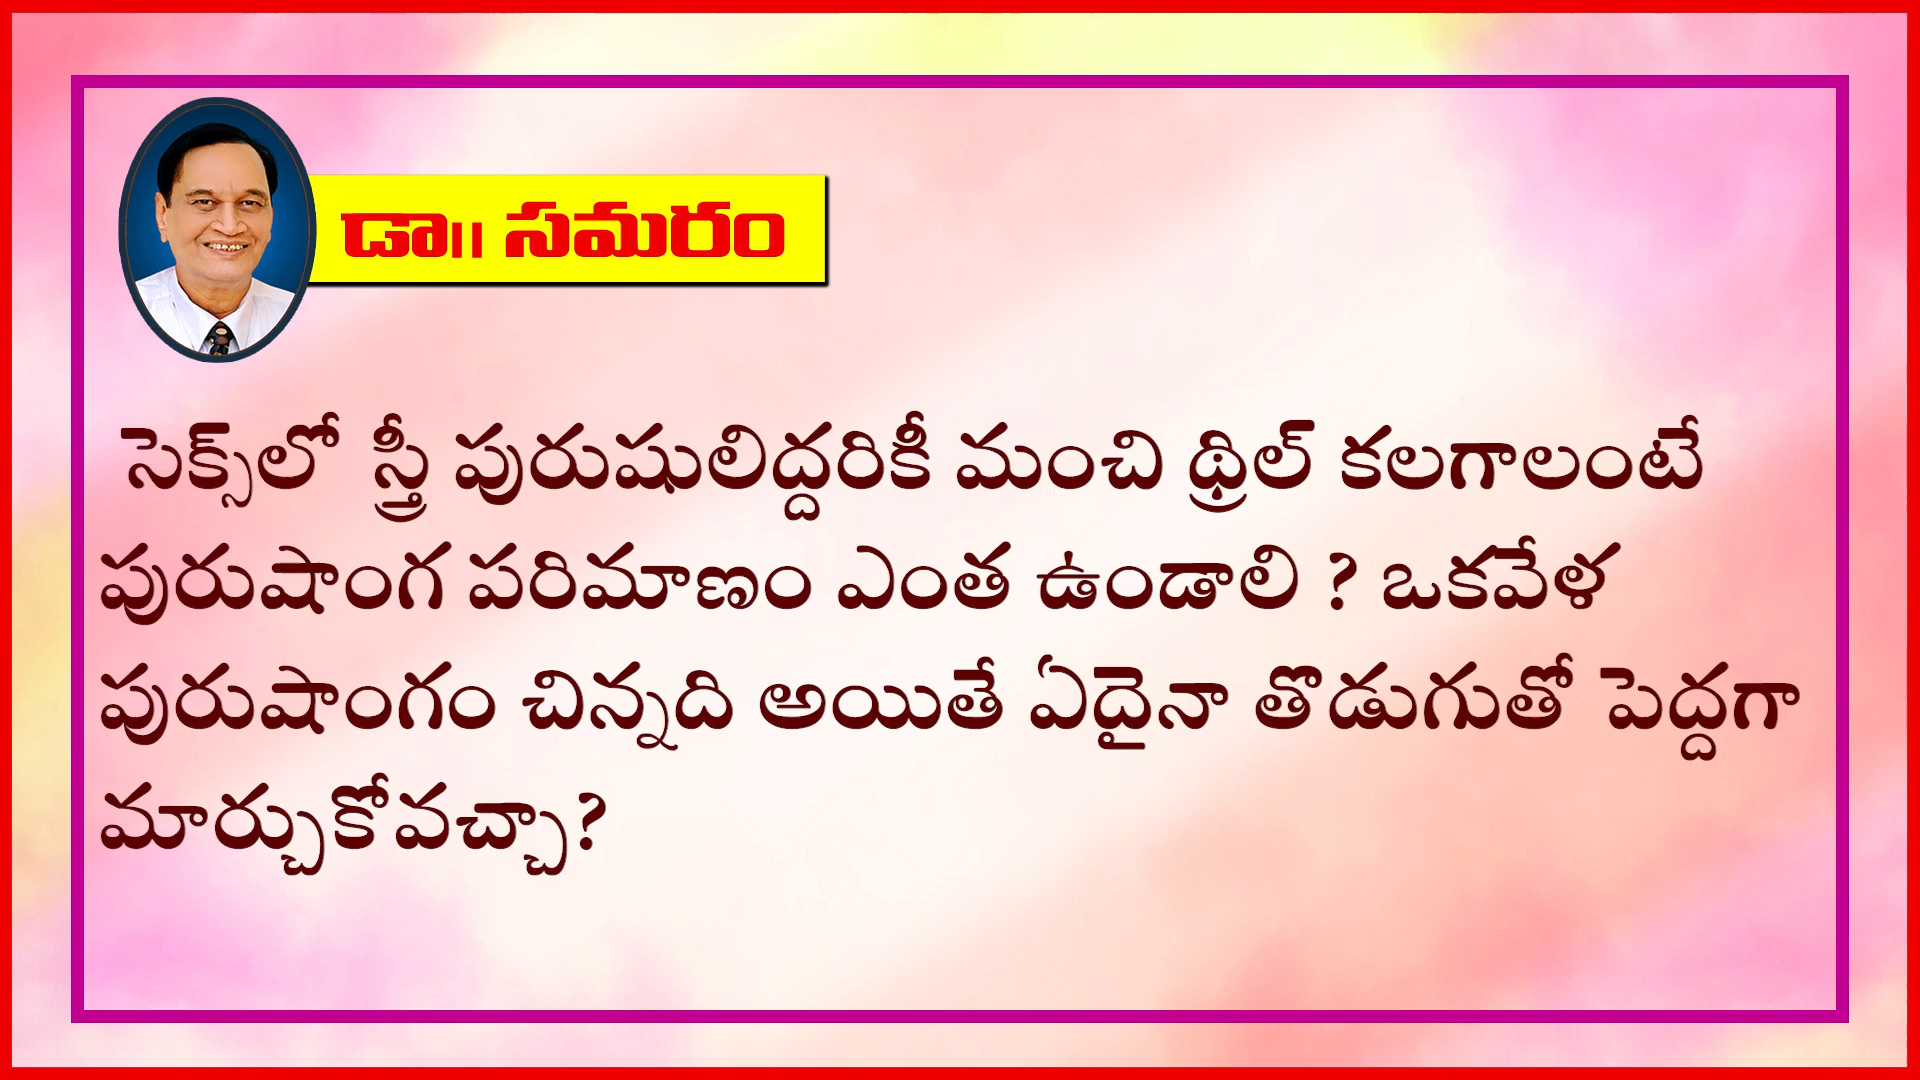 డా।। సమరం
సెక్స్‌లో స్త్రీ పురుషులిద్దరికీ మంచి థ్రిల్ కలగాలంటే
పురుషాంగ పరిమాణం ఎంత ఉండాలి ? ఒకవేళ
పురుషాంగం చిన్నది అయితే ఏదైనా తొడుగుతో పెద్దగా
మార్చుకోవచ్చా?